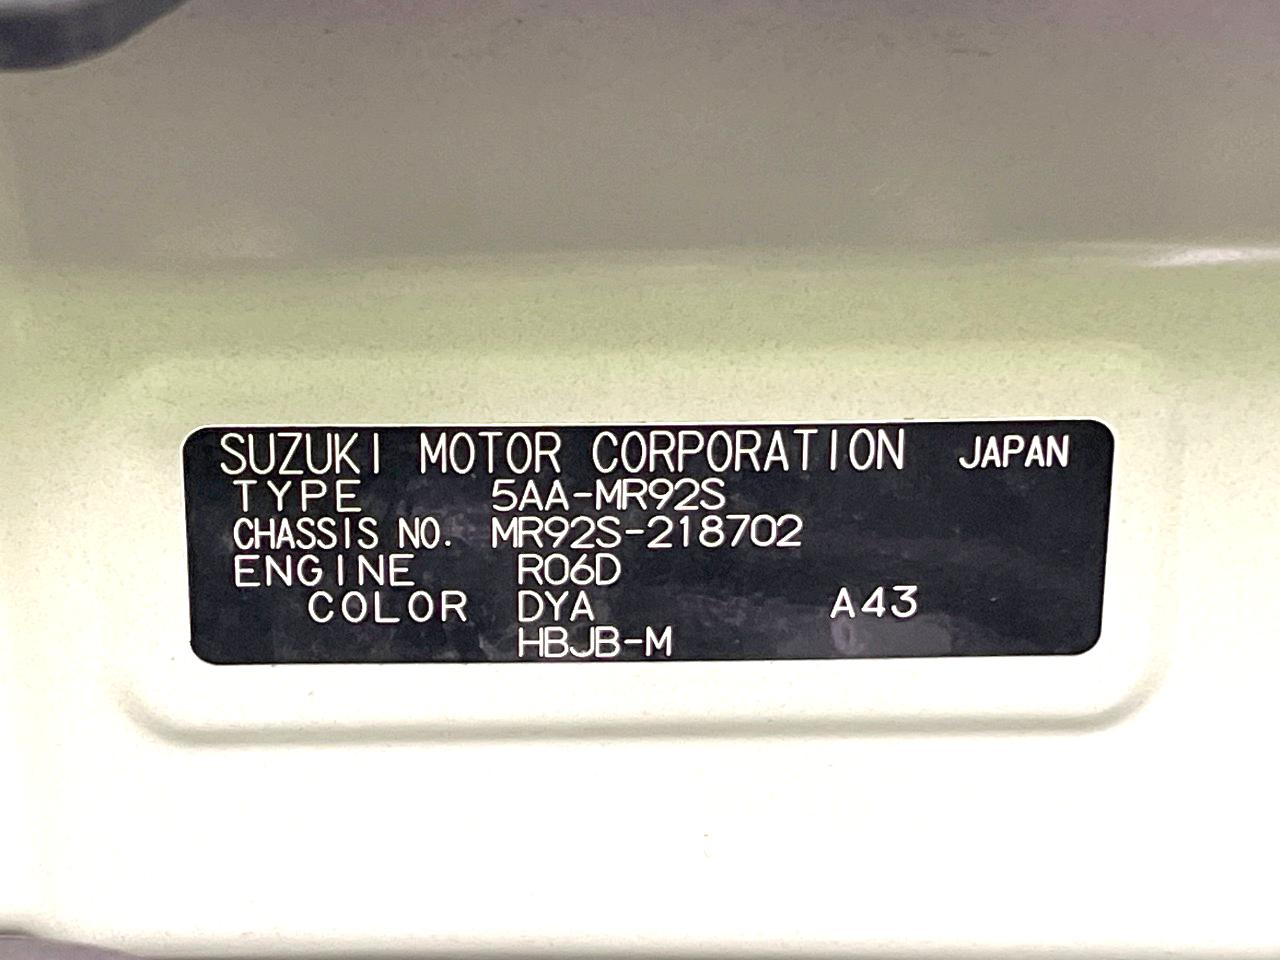 SUZUKI MOTOR CORPORATION JAPAN
TYPE 5AA-MR92S
CHASSIS NO. MR92S-218702
ENGINE R06D
COLOR DYA A43
HBJB-M